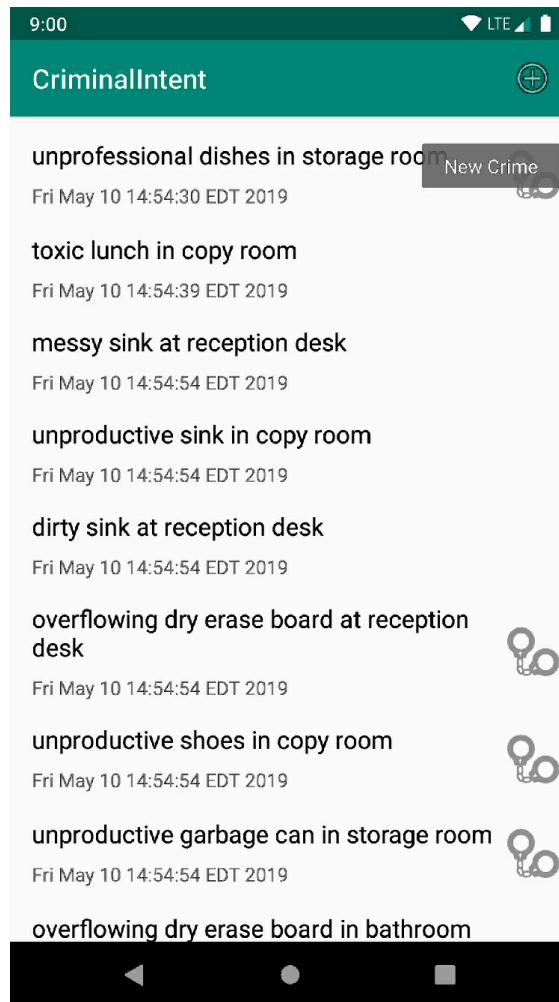 9:00
LTE
CriminalIntent
unprofessional dishes in storage room
New Crime
Fri May 10 14:54:30 EDT 2019
toxic lunch in copy room
Fri May 10 14:54:39 EDT 2019
messy sink at reception desk
Fri May 10 14:54:54 EDT 2019
unproductive sink in copy room
Fri May 10 14:54:54 EDT 2019
dirty sink at reception desk
Fri May 10 14:54:54 EDT 2019
overflowing dry erase board at reception
desk
Fri May 10 14:54:54 EDT 2019
unproductive shoes in copy room
Fri May 10 14:54:54 EDT 2019
unproductive garbage can in storage room
Fri May 10 14:54:54 EDT 2019
overflowing dry erase board in bathroom